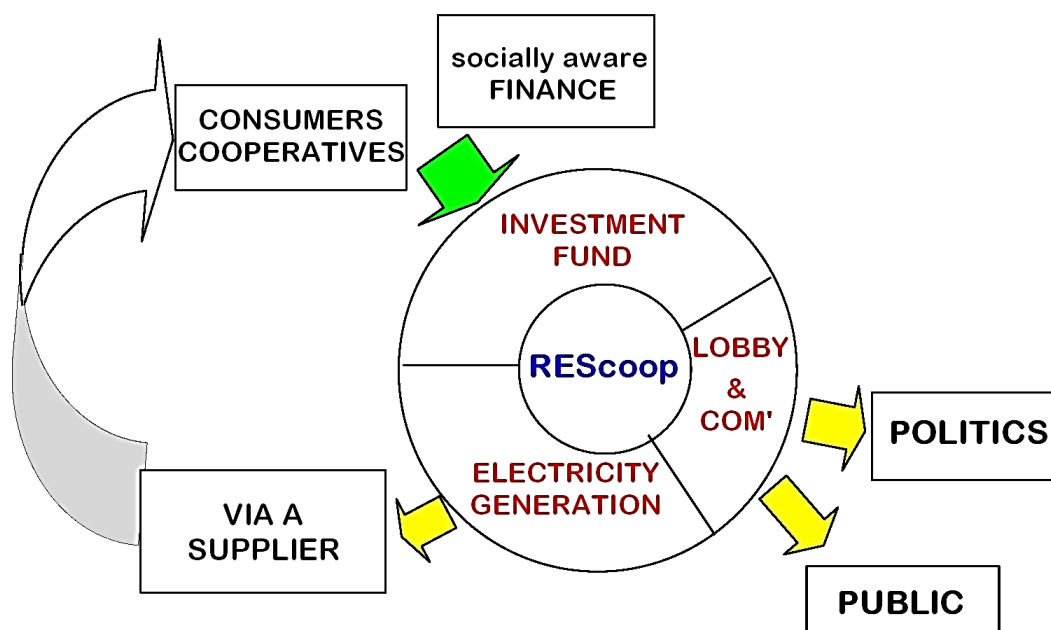 socially aware
FINANCE
CONSUMERS
COOPERATIVES
INVESTMENT
FUND
REScoop
LOBBY
&
COM'
ELECTRICITY
GENERATION
POLITICS
VIA A
SUPPLIER
PUBLIC